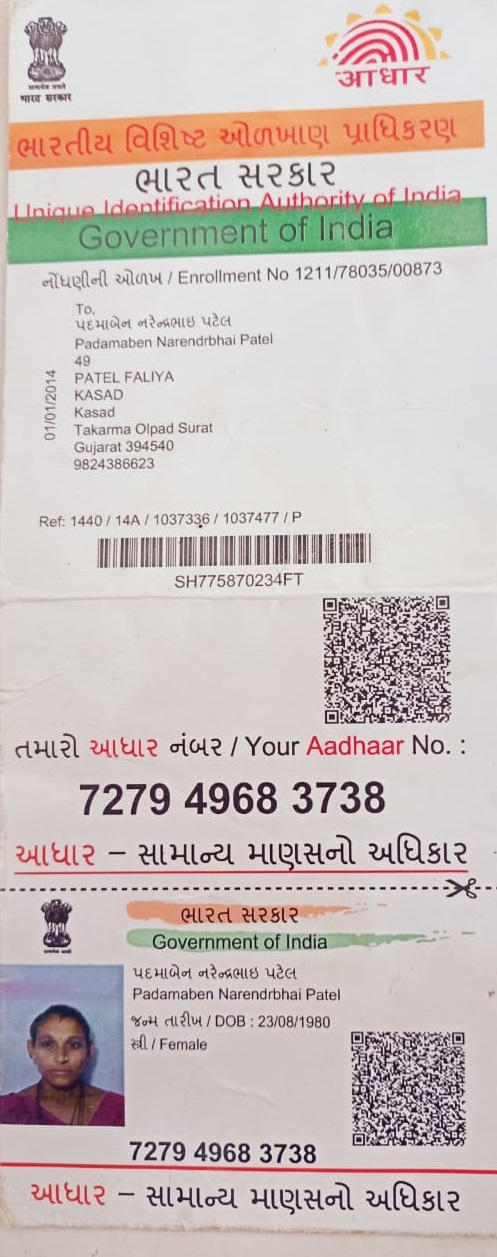 सत्यमेव जयते
भारत सरकार
आधार
ભારતીય વિશિષ્ટ ઓળખાણ પ્રાધિકરણ
ભારત સરકાર
Unique Identification Authority of India
Government of India
નોંધણીની ઓળખ / Enrollment No 1211/78035/00873
To,
પદમાબેન નરેન્દ્રભાઇ પટેલ
Padamaben Narendrbhai Patel
49
PATEL FALIYA
KASAD
Kasad
Takarma Olpad Surat
Gujarat 394540
9824386623
01/01/2014
Ref: 1440 / 14A / 1037336 / 1037477 / P
SH775870234FT
તમારો આધાર નંબર / Your Aadhaar No. :
7279 4968 3738
આધાર – સામાન્ય માણસનો અધિકાર
ભારત સરકાર
Government of India
सत्यमेव जयते
પદમાબેન નરેન્દ્રભાઇ પટેલ
Padamaben Narendrbhai Patel
જન્મ તારીખ / DOB : 23/08/1980
સ્ત્રી / Female
7279 4968 3738
આધાર – સામાન્ય માણસનો અધિકાર